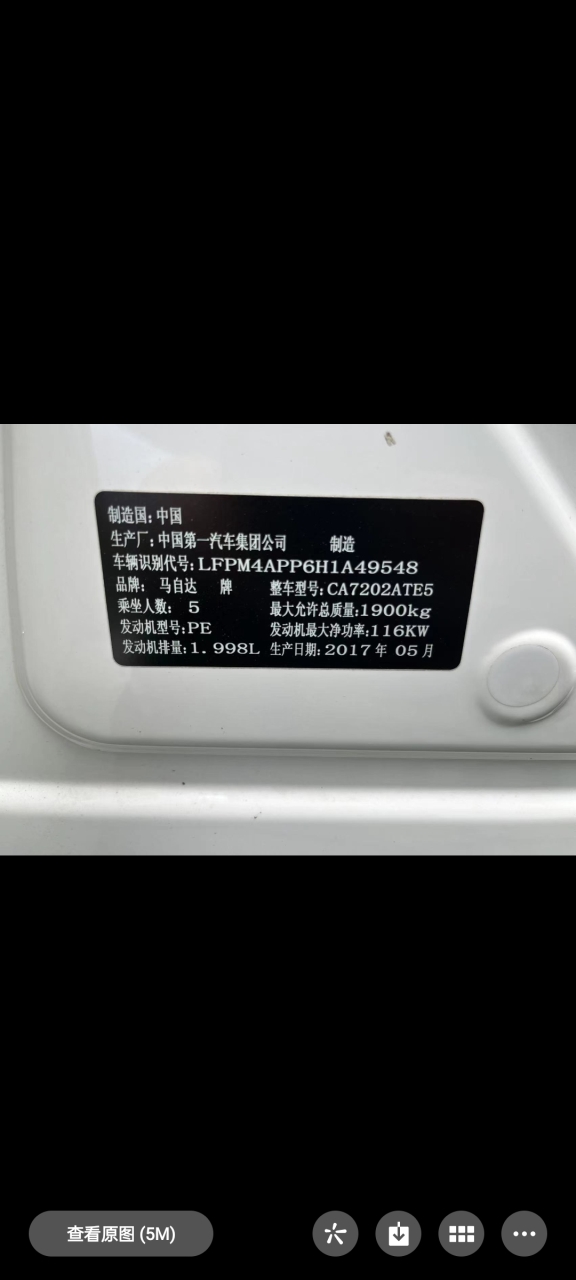 制造国:中国
生产厂:中国第一汽车集团公司 制造
车辆识别代号:LFPM4APP6H1A49548
品牌: 马自达 牌 整车型号:CA7202ATE5
乘坐人数: 5 最大允许总质量:1900kg
发动机型号:PE 发动机最大净功率:116KW
发动机排量:1.998L 生产日期:2017年 05月
查看原图 (5M)